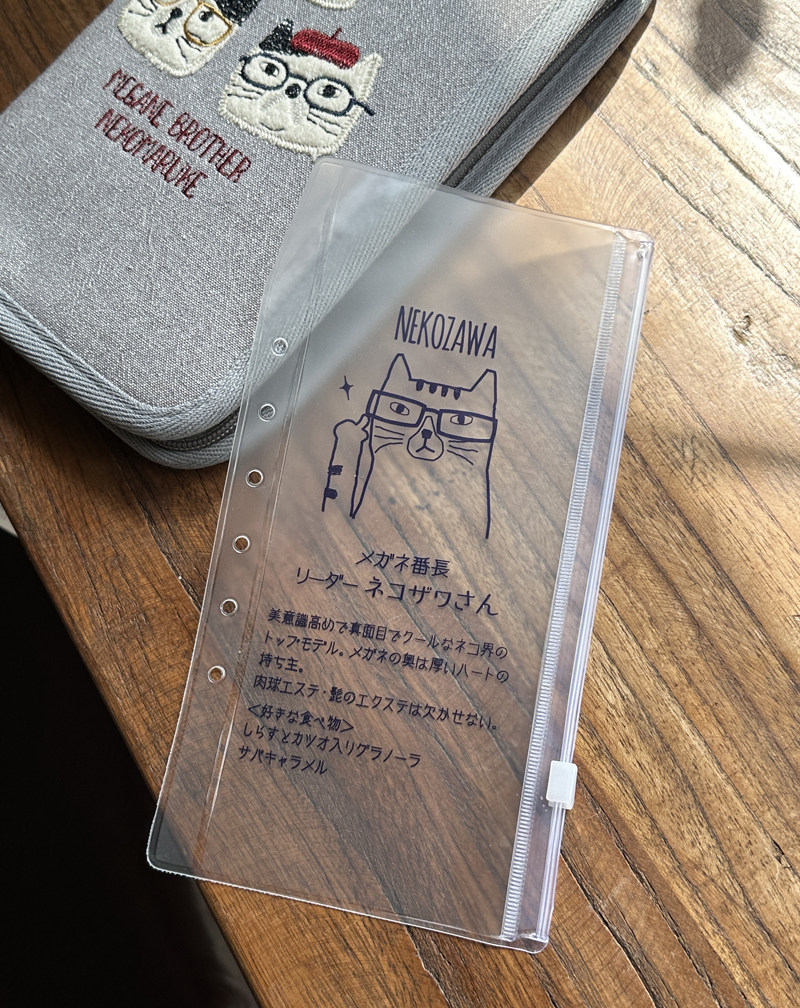 MEGANE BROTHER
NEKOMARUKE
NEKOZAWA
メガネ番長
リーダー ネコザワさん
美意識高めで真面目でクールなネコ界の
トップモデル。メガネの奥は厚いハートの
持ち主。
肉球エステ・髭のエクステは欠かせない。
<好きな食べ物>
しらすとカツオ入りグラノーラ
サバキャラメル